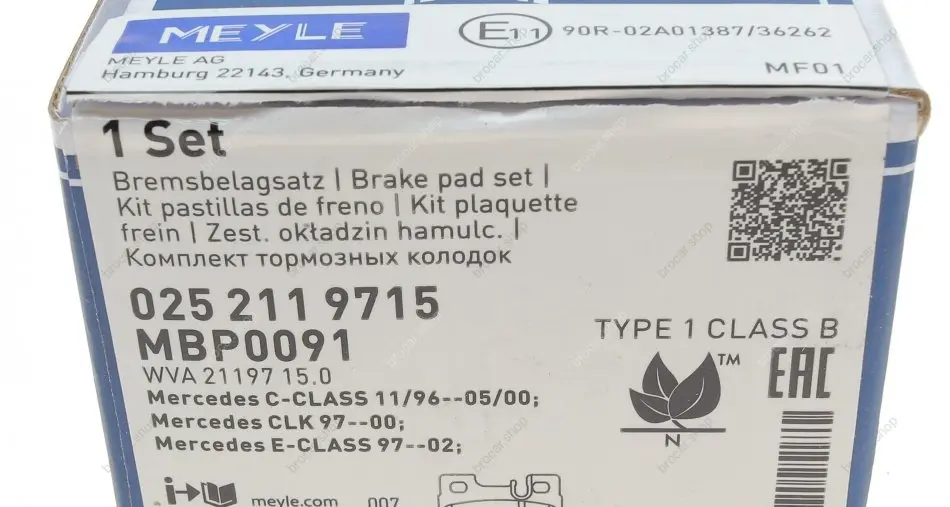 MEYLE
E11 90R-02A01387/36262
MEYLE AG
Hamburg 22143, Germany
MF01
1 Set
Bremsbelagsatz | Brake pad set |
Kit pastillas de freno | Kit plaquette
frein | Zest. okładzin hamulc. |
Комплект тормозных колодок
025 211 9715
MBP0091
WVA 21197 15.0
TYPE 1 CLASS B
Mercedes C-CLASS 11/96--05/00;
Mercedes CLK 97--00;
Mercedes E-CLASS 97--02;
TM
EAC
N
i
meyle.com
007
brocar.shop